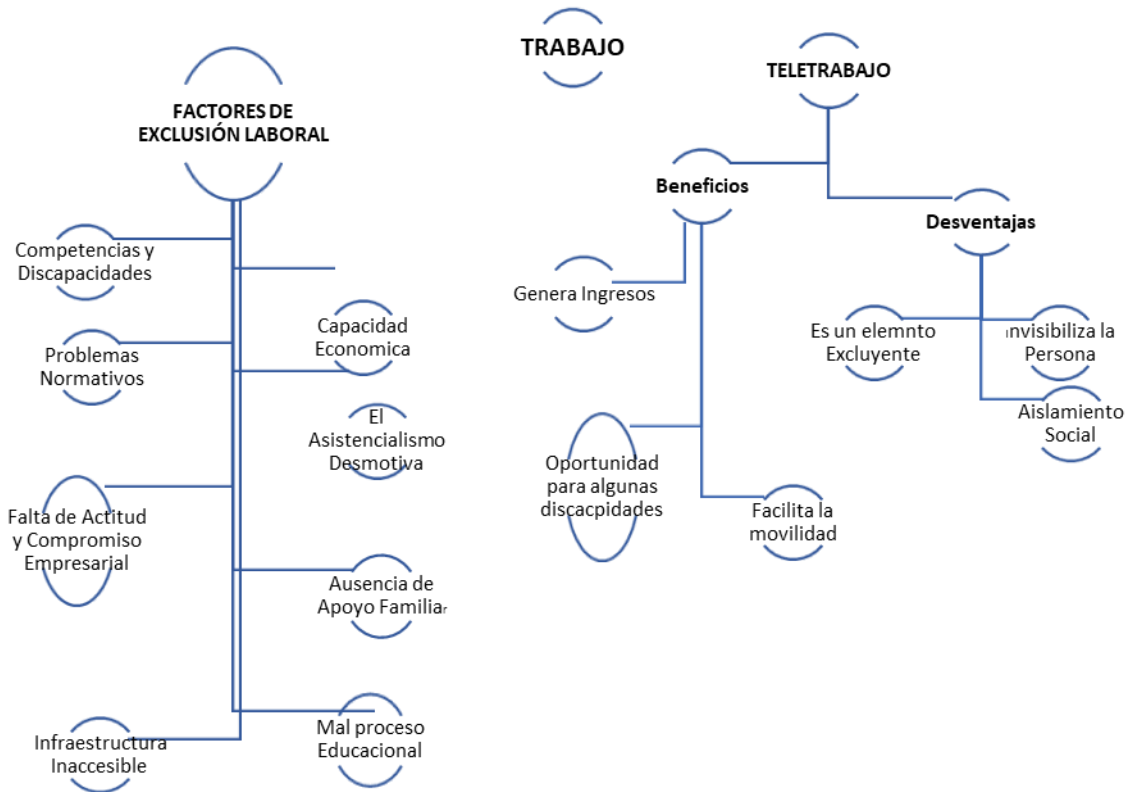 TRABAJO
FACTORES DE
EXCLUSIÓN LABORAL
Competencias y
Discapacidades
Capacidad
Economica
Problemas
Normativos
El
Asistencialismo
Desmotiva
Falta de Actitud
y Compromiso
Empresarial
Ausencia de
Apoyo Familiar
Mal proceso
Educacional
Infraestructura
Inaccesible
TELETRABAJO
Beneficios
Genera Ingresos
Oportunidad
para algunas
discacpidades
Facilita la
movilidad
Desventajas
Es un elemnto
Excluyente
invisibiliza la
Persona
Aislamiento
Social